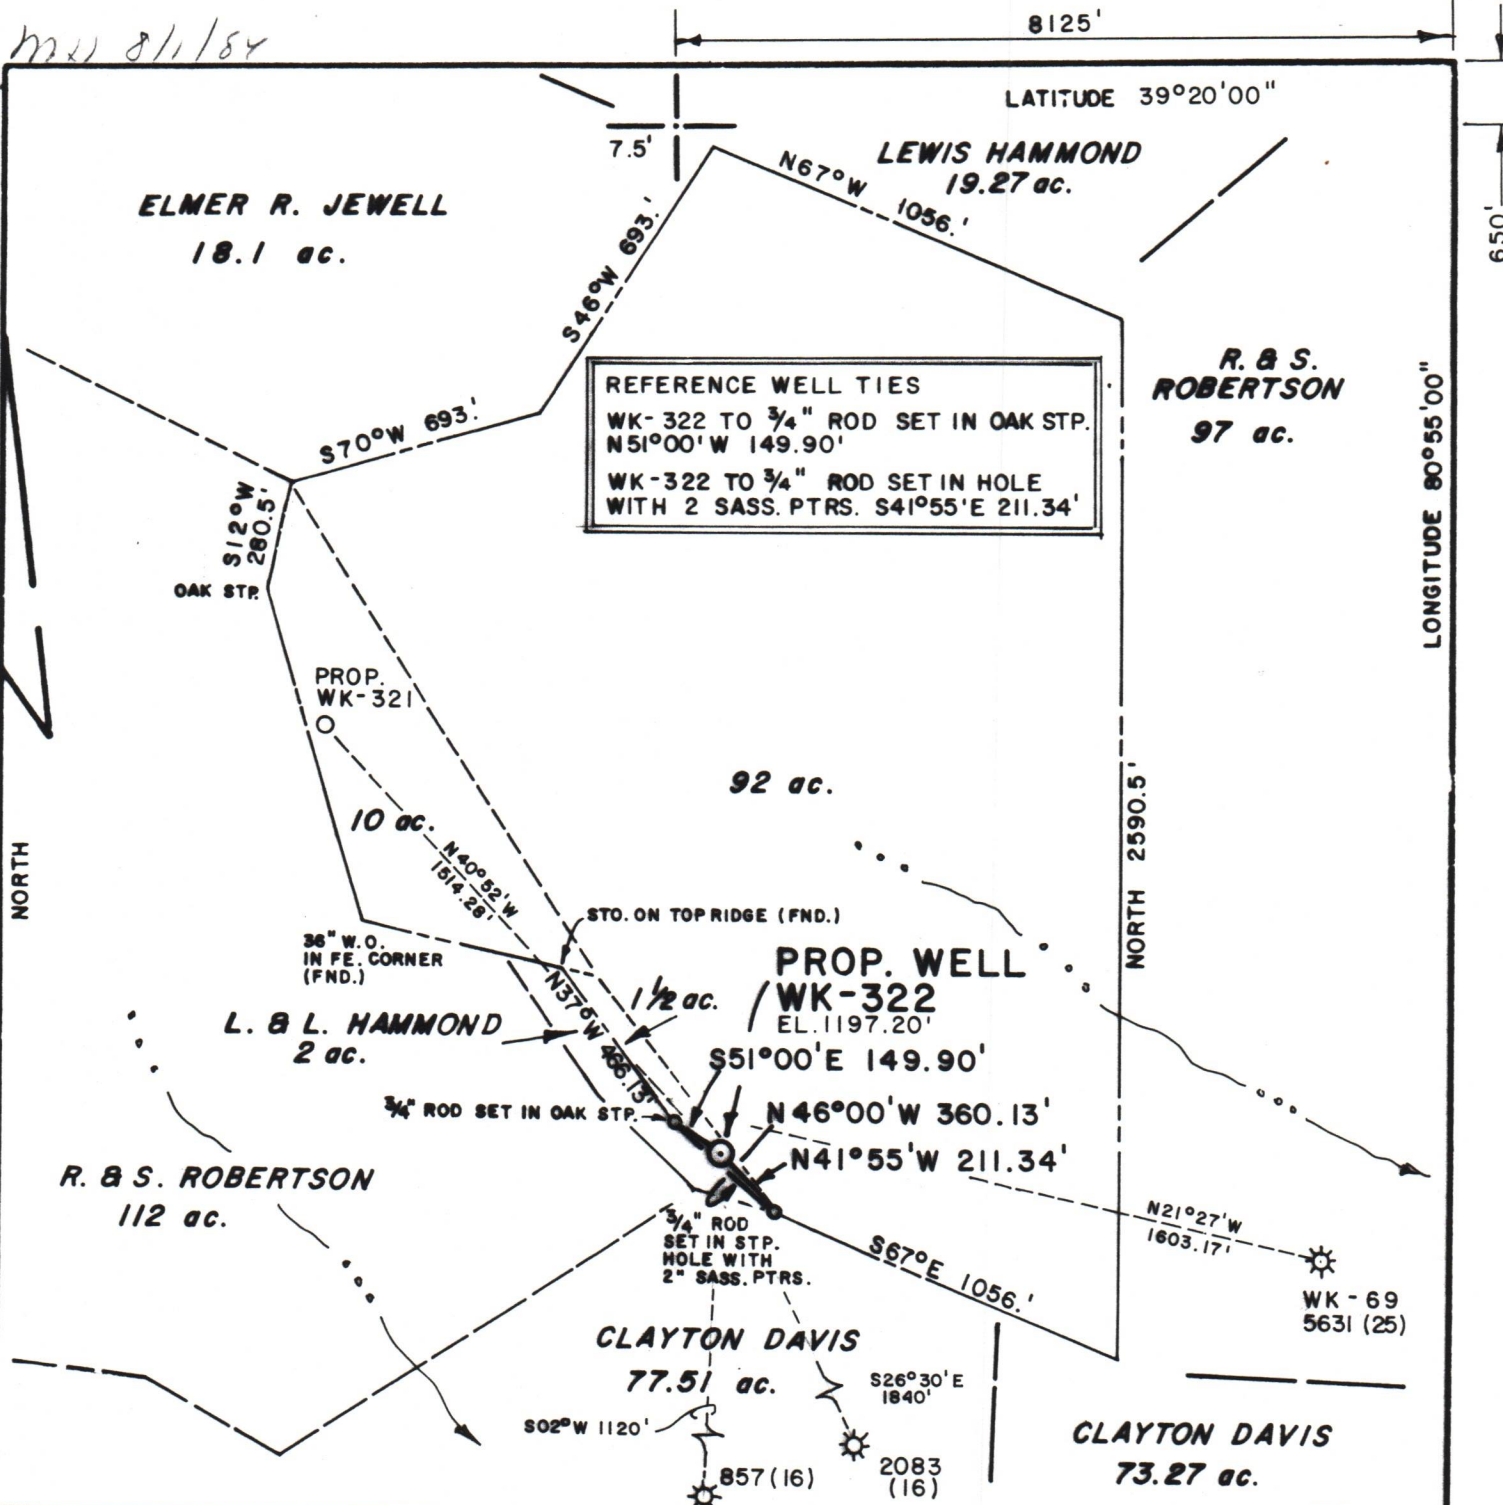 8/1/84
8125'
LATITUDE 39°20'00"
7.5'
650'
LEWIS HAMMOND
19.27 ac.
N67°W 1056.'
ELMER R. JEWELL
18.1 ac.
S46°W 693.'
R. & S.
ROBERTSON
97 ac.
LONGITUDE 80°55'00"
REFERENCE WELL TIES
WK-322 TO 3/4" ROD SET IN OAK STP.
N51°00'W 149.90'
WK-322 TO 3/4" ROD SET IN HOLE
WITH 2 SASS. PTRS. S41°55'E 211.34'
S70°W 693.'
S12°W
280.5'
OAK STP.
PROP.
WK-321
92 ac.
10 ac.
NORTH 2590.5'
NORTH
N40°52'W
1514.28'
STO. ON TOP RIDGE (FND.)
36" W.O.
IN FE. CORNER
(FND.)
PROP. WELL
WK-322
EL. 1197.20'
1 1/2 ac.
N37°W 466.13'
L. & L. HAMMOND
2 ac.
S51°00'E 149.90'
3/4" ROD SET IN OAK STP.
N46°00'W 360.13'
N41°55'W 211.34'
R. & S. ROBERTSON
112 ac.
3/4" ROD
SET IN STP.
HOLE WITH
2" SASS. PTRS.
S67°E 1056.'
N21°27'W
1603.17'
WK-69
5631 (25)
CLAYTON DAVIS
77.51 ac.
S26°30'E
1840'
S02°W 1120'
857 (16)
2083
(16)
CLAYTON DAVIS
73.27 ac.